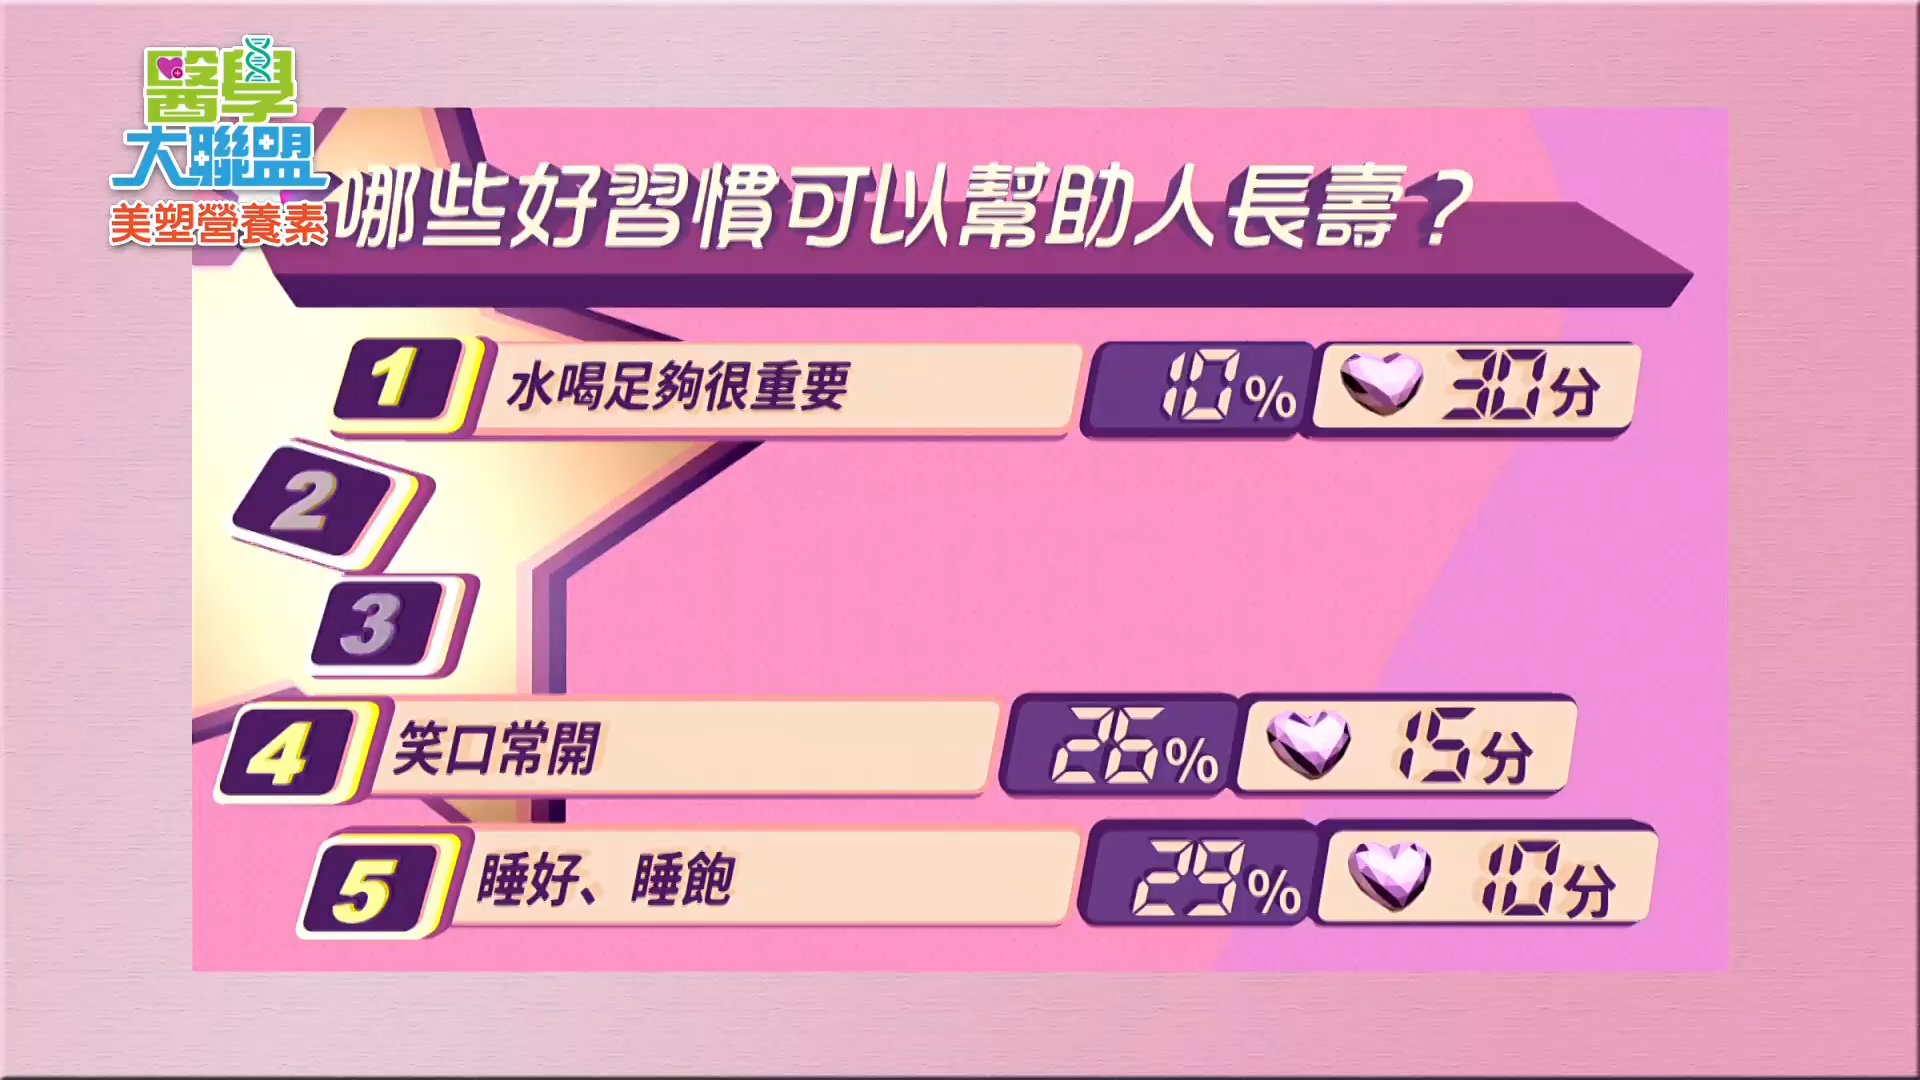 醫學
大聯盟
美塑營養素
哪些好習慣可以幫助人長壽？
1 水喝足夠很重要 10% 30分
2
3
4 笑口常開 26% 15分
5 睡好、睡飽 29% 10分